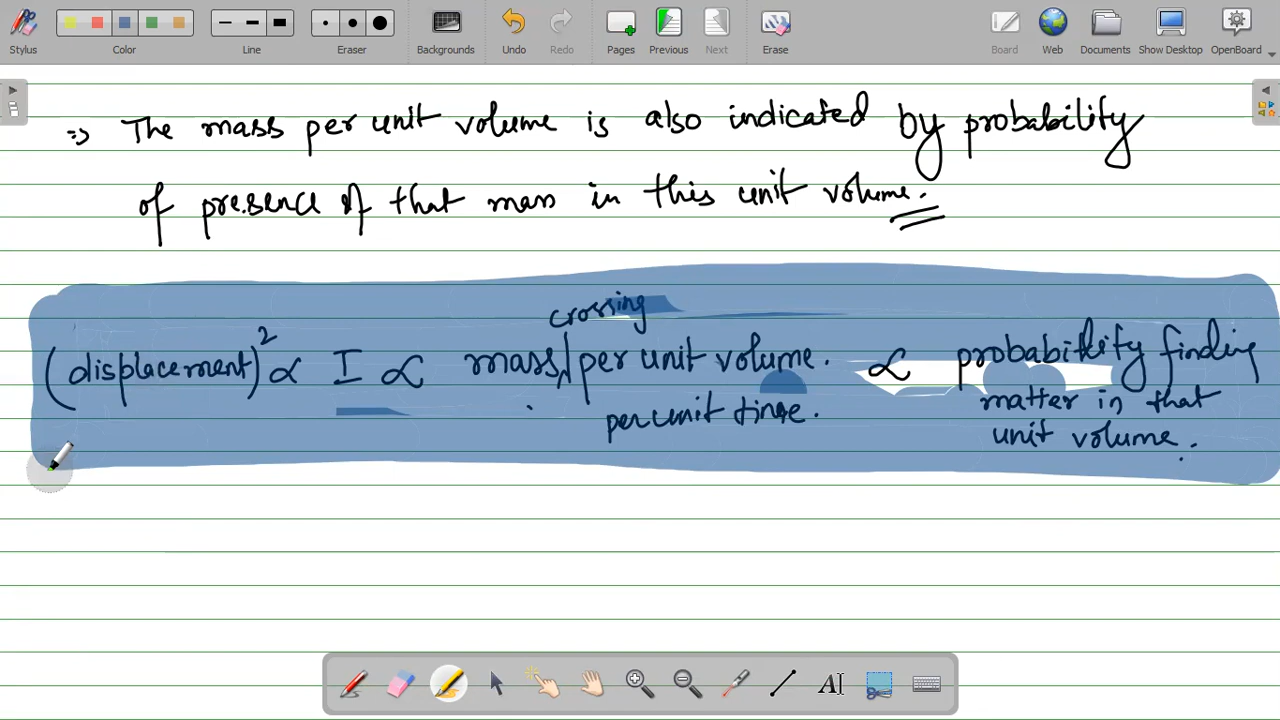 Stylus Color Line Eraser Backgrounds Undo Redo Pages Previous Next Erase Board Web Documents Show Desktop OpenBoard
⇒ The mass per unit volume is also indicated by probability
of presence of that mass in this unit volume.
crossing
(displacement)² ∝ I ∝ mass, per unit volume. ∝ probability finding
per unit time. matter in that
unit volume.